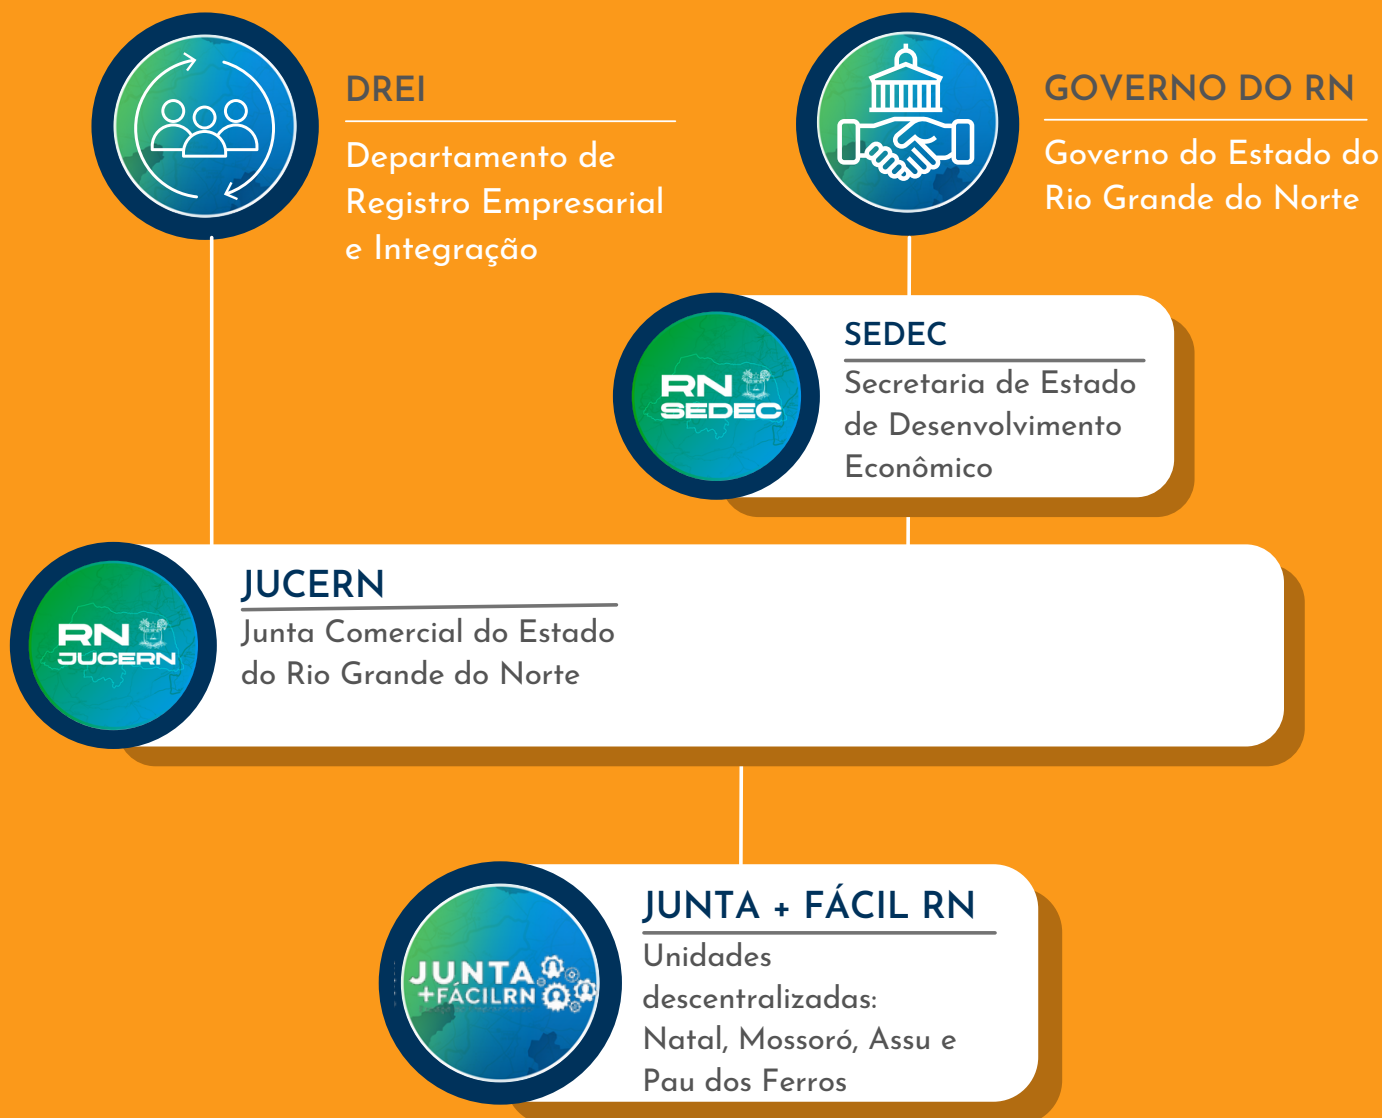 DREI
Departamento de
Registro Empresarial
e Integração
GOVERNO DO RN
Governo do Estado do
Rio Grande do Norte
RN
SEDEC
SEDEC
Secretaria de Estado
de Desenvolvimento
Econômico
RN
JUCERN
JUCERN
Junta Comercial do Estado
do Rio Grande do Norte
JUNTA
+FÁCILRN
JUNTA + FÁCIL RN
Unidades
descentralizadas:
Natal, Mossoró, Assu e
Pau dos Ferros